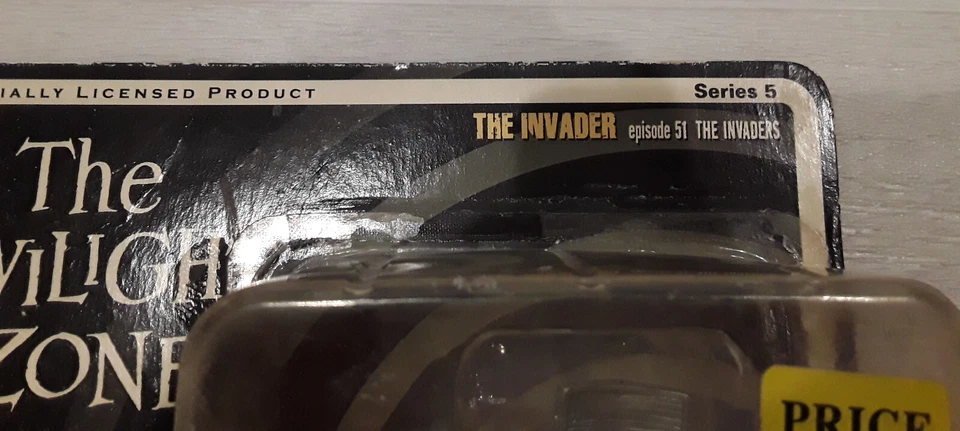 IALLY LICENSED PRODUCT
Series 5
THE INVADER episode 51 THE INVADERS
The
WILIGH
ZONE
PRICE